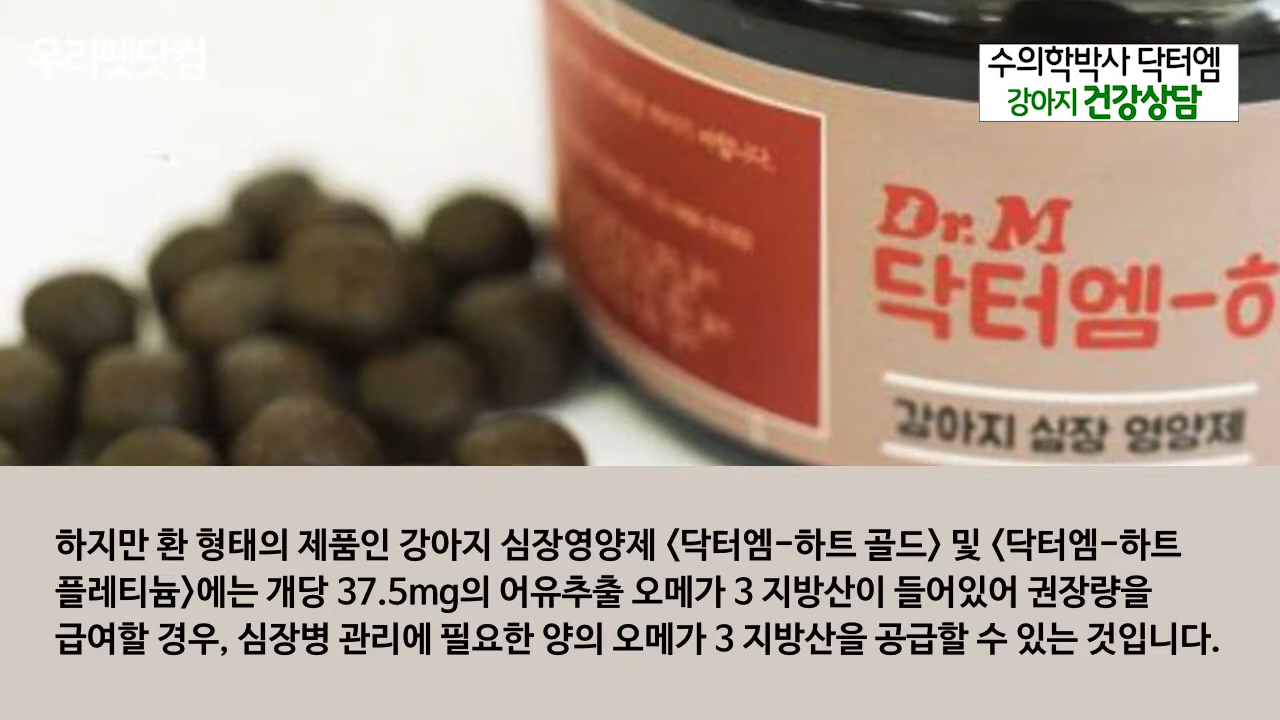 우리펫닷컴
수의학박사 닥터엠
강아지 건강상담
바랍니다.
Dr. M
닥터엠-하
강아지 심장 영양제
하지만 환 형태의 제품인 강아지 심장영양제 <닥터엠-하트 골드> 및 <닥터엠-하트
플레티늄>에는 개당 37.5mg의 어유추출 오메가 3 지방산이 들어있어 권장량을
급여할 경우, 심장병 관리에 필요한 양의 오메가 3 지방산을 공급할 수 있는 것입니다.